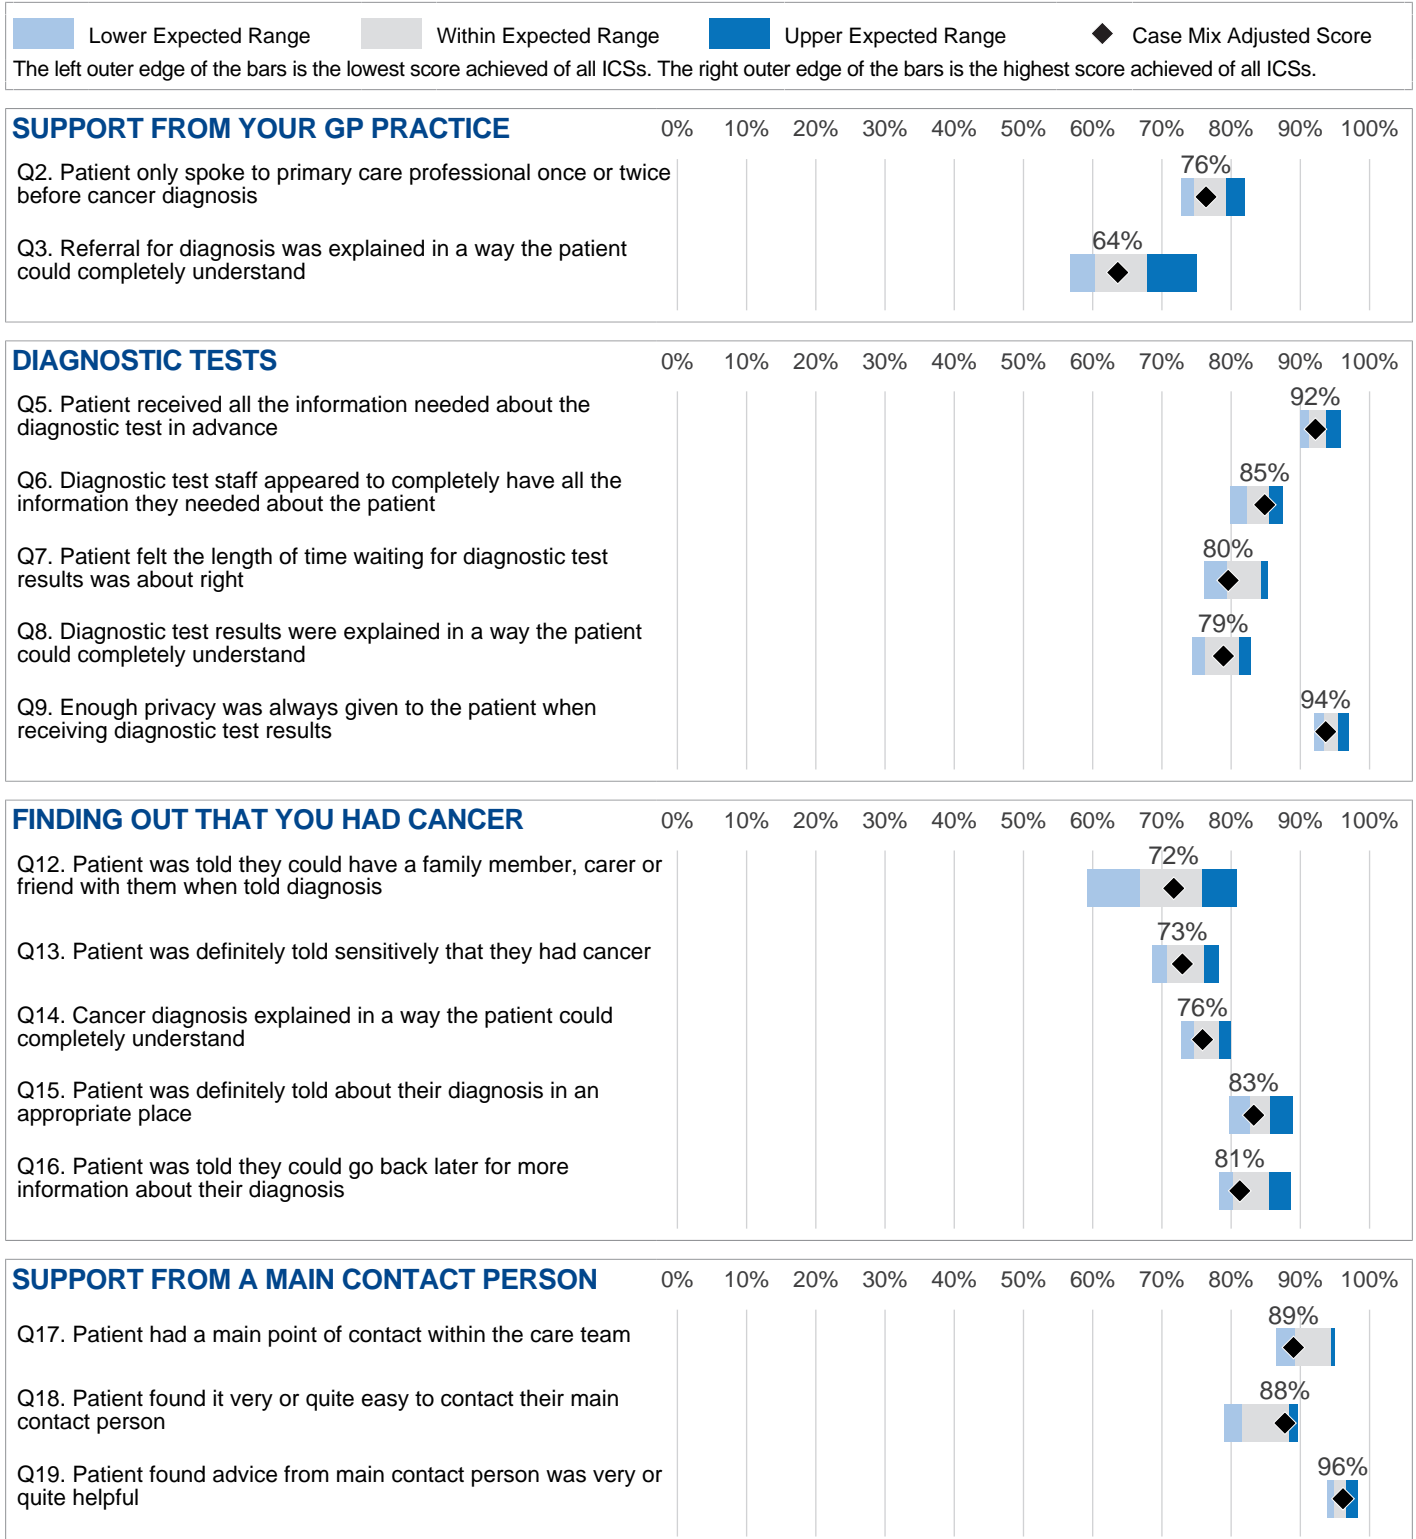 Lower Expected Range Within Expected Range Upper Expected Range Case Mix Adjusted Score
The left outer edge of the bars is the lowest score achieved of all ICSs. The right outer edge of the bars is the highest score achieved of all ICSs.
SUPPORT FROM YOUR GP PRACTICE 0% 10% 20% 30% 40% 50% 60% 70% 80% 90% 100%
Q2. Patient only spoke to primary care professional once or twice
before cancer diagnosis
76%
Q3. Referral for diagnosis was explained in a way the patient
could completely understand
64%
DIAGNOSTIC TESTS 0% 10% 20% 30% 40% 50% 60% 70% 80% 90% 100%
Q5. Patient received all the information needed about the
diagnostic test in advance
92%
Q6. Diagnostic test staff appeared to completely have all the
information they needed about the patient
85%
Q7. Patient felt the length of time waiting for diagnostic test
results was about right
80%
Q8. Diagnostic test results were explained in a way the patient
could completely understand
79%
Q9. Enough privacy was always given to the patient when
receiving diagnostic test results
94%
FINDING OUT THAT YOU HAD CANCER 0% 10% 20% 30% 40% 50% 60% 70% 80% 90% 100%
Q12. Patient was told they could have a family member, carer or
friend with them when told diagnosis
72%
Q13. Patient was definitely told sensitively that they had cancer
73%
Q14. Cancer diagnosis explained in a way the patient could
completely understand
76%
Q15. Patient was definitely told about their diagnosis in an
appropriate place
83%
Q16. Patient was told they could go back later for more
information about their diagnosis
81%
SUPPORT FROM A MAIN CONTACT PERSON 0% 10% 20% 30% 40% 50% 60% 70% 80% 90% 100%
Q17. Patient had a main point of contact within the care team
89%
Q18. Patient found it very or quite easy to contact their main
contact person
88%
Q19. Patient found advice from main contact person was very or
quite helpful
96%